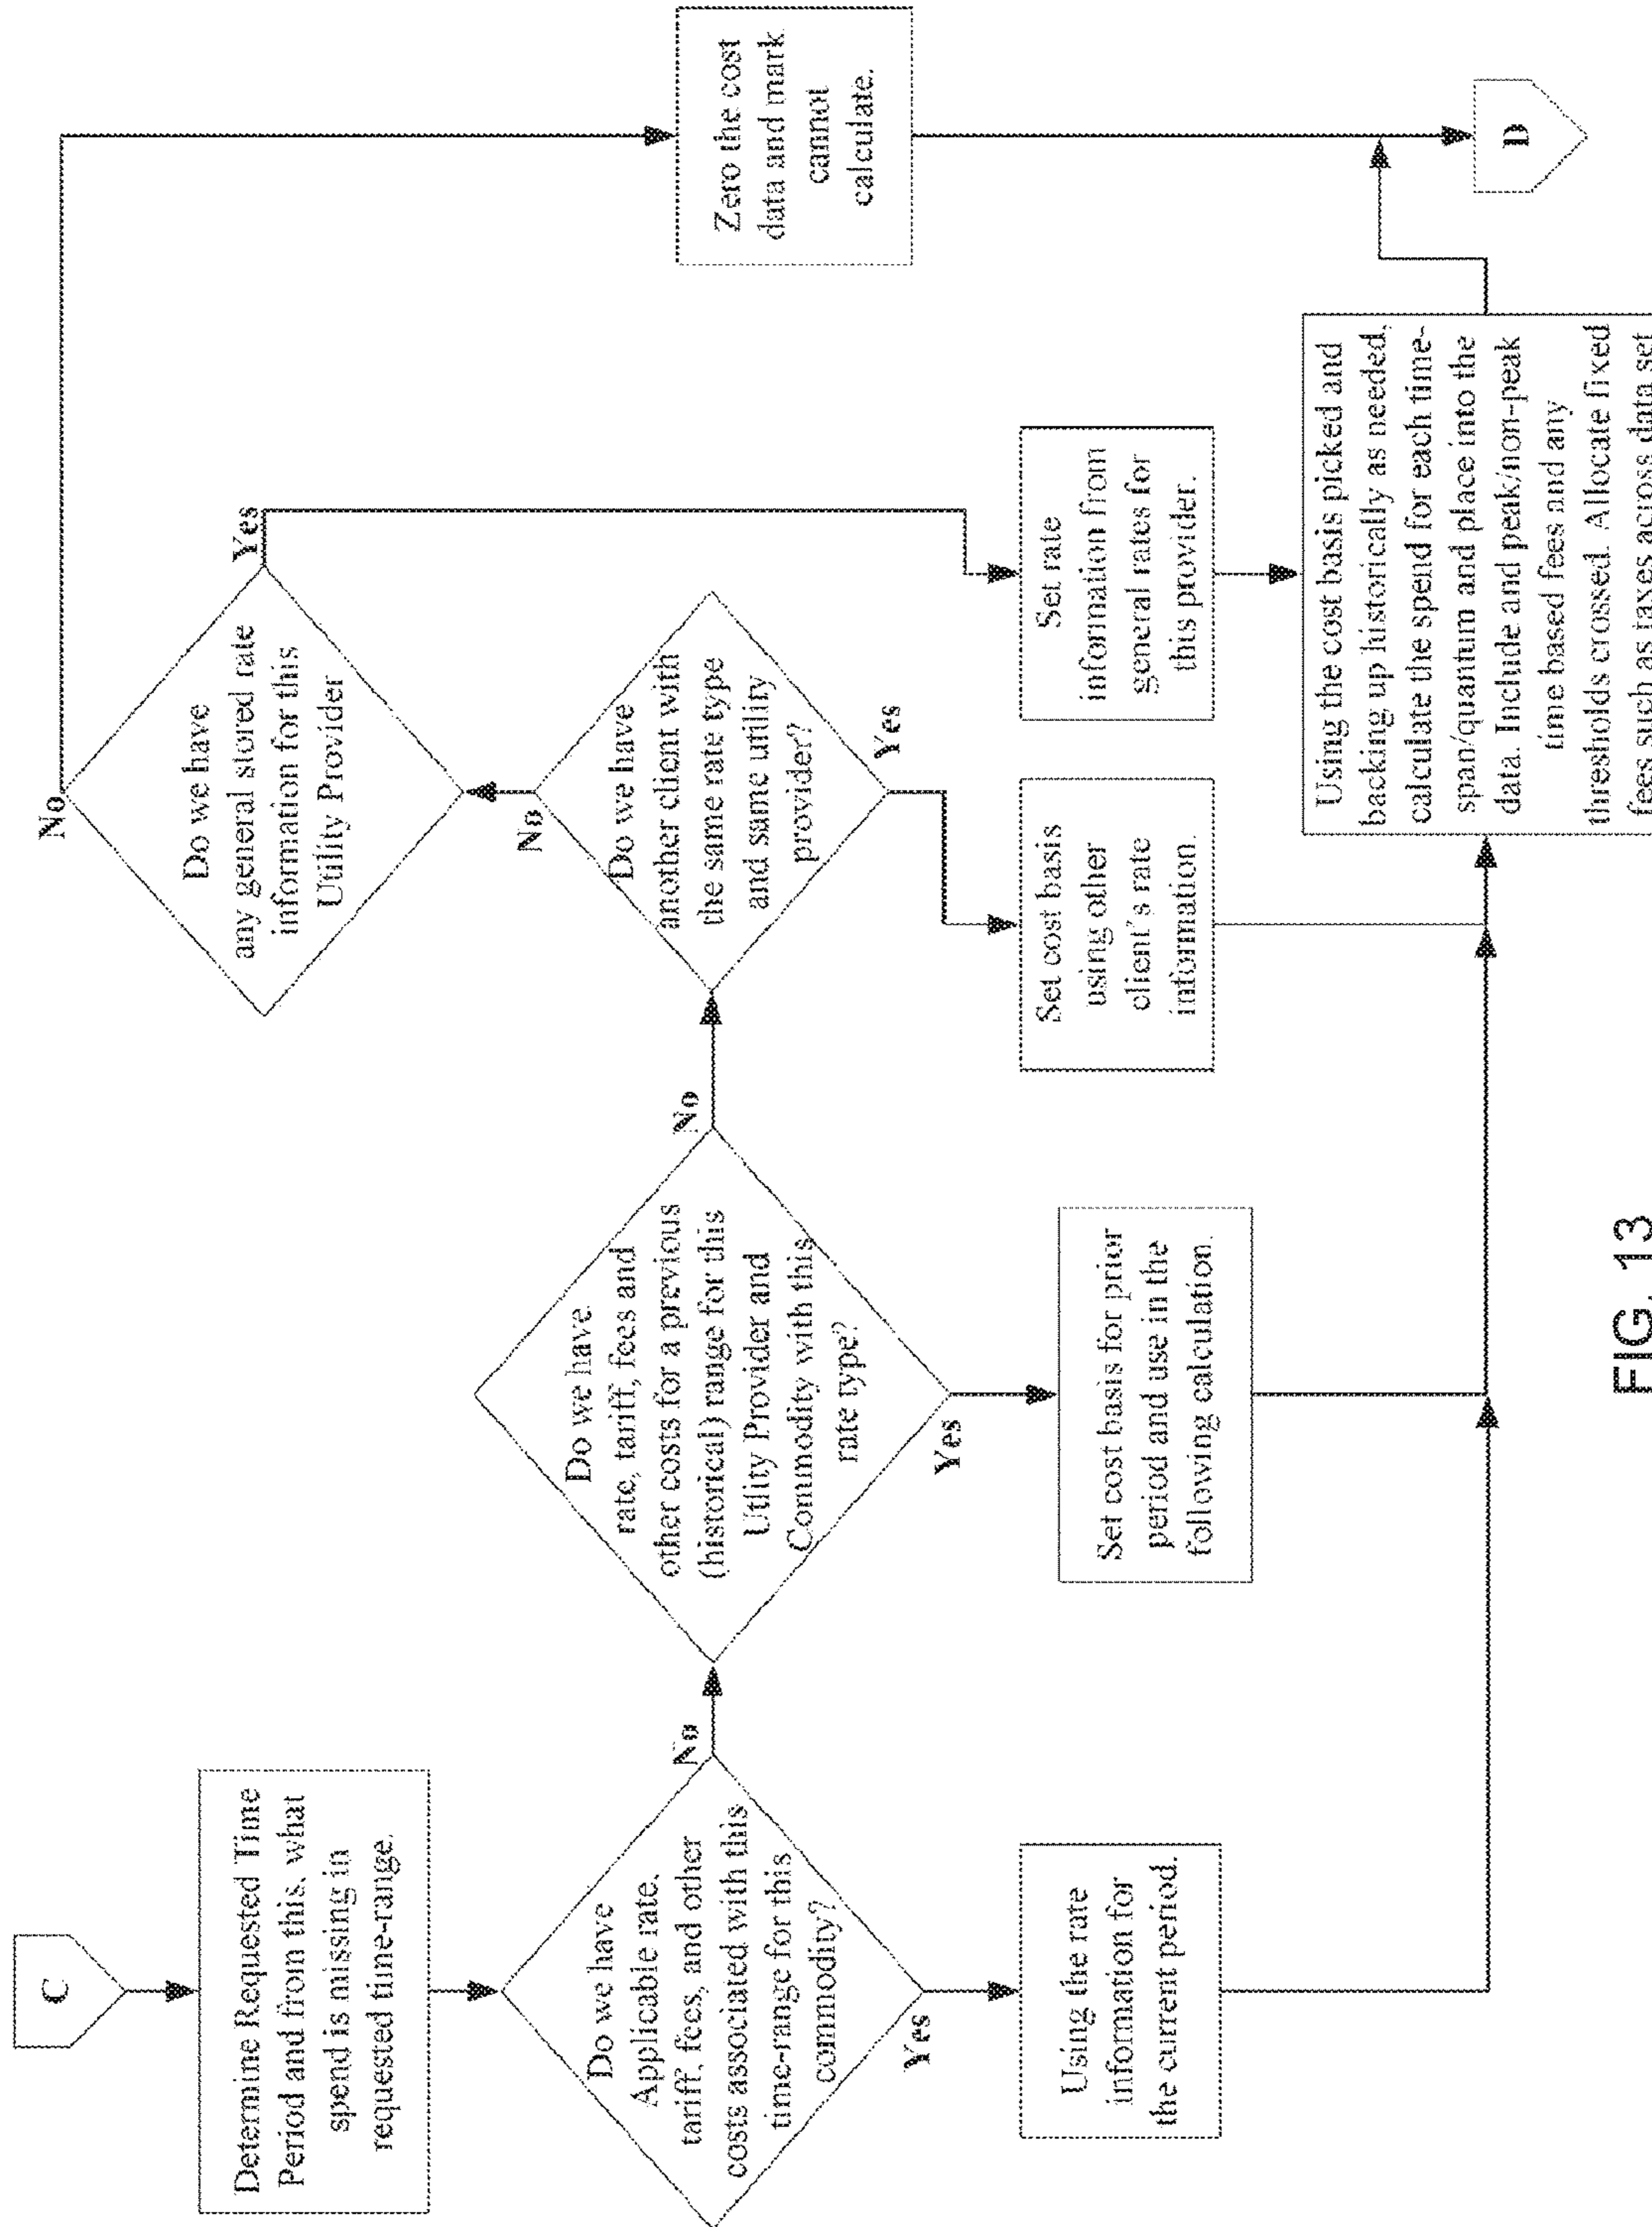 C
Determine Requested Time
Period and from this, what
spend is missing in
requested time-range.
Do we have
Applicable rate,
tariff, fees, and other
costs associated with this
time-range for this
commodity?
No
Yes
Using the rate
information for
the current period.
Do we have
rate, tariff, fees and
other costs for a previous
(historical) range for this
Utility Provider and
Commodity with this
rate type?
No
Yes
Set cost basis for prior
period and use in the
following calculation.
Do we have
another client with
the same rate type
and same utility
provider?
No
Yes
Set cost basis
using other
client's rate
information.
Do we have
any general stored rate
information for this
Utility Provider
No
Yes
Set rate
information from
general rates for
this provider.
Using the cost basis picked and
backing up historically as needed,
calculate the spend for each time-
span/quantum and place into the
data. Include and peak/non-peak
time based fees and any
thresholds crossed. Allocate fixed
fees such as taxes across data set
Zero the cost
data and mark
cannot
calculate.
D
FIG. 13